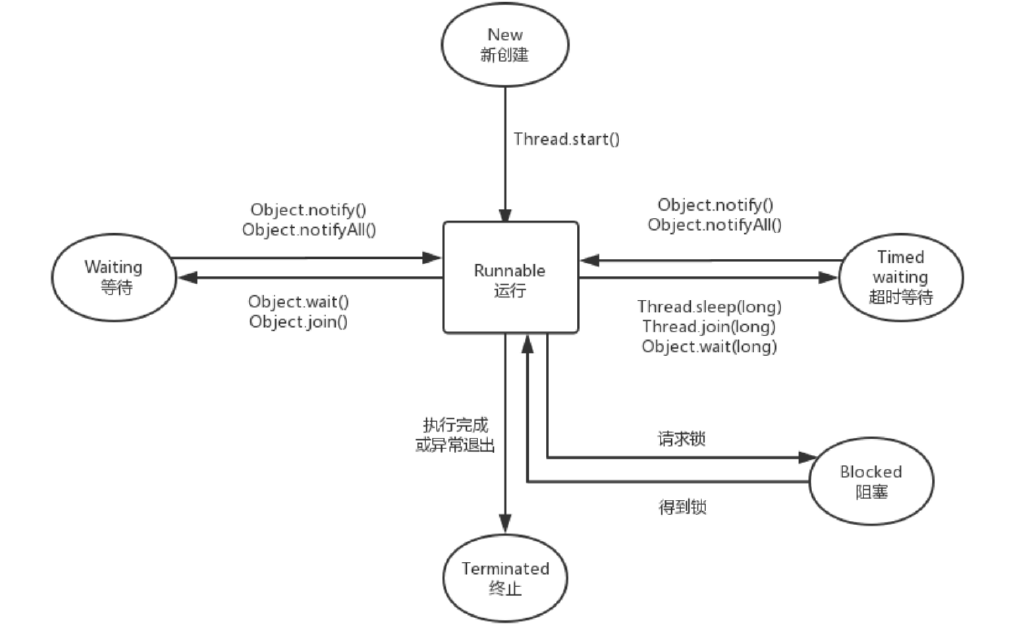 New
新创建
Thread.start()
Object.notify()
Object.notifyAll()
Object.notify()
Object.notifyAll()
Waiting
等待
Runnable
运行
Timed
waiting
超时等待
Object.wait()
Object.join()
Thread.sleep(long)
Thread.join(long)
Object.wait(long)
执行完成
或异常退出
请求锁
Blocked
阻塞
得到锁
Terminated
终止